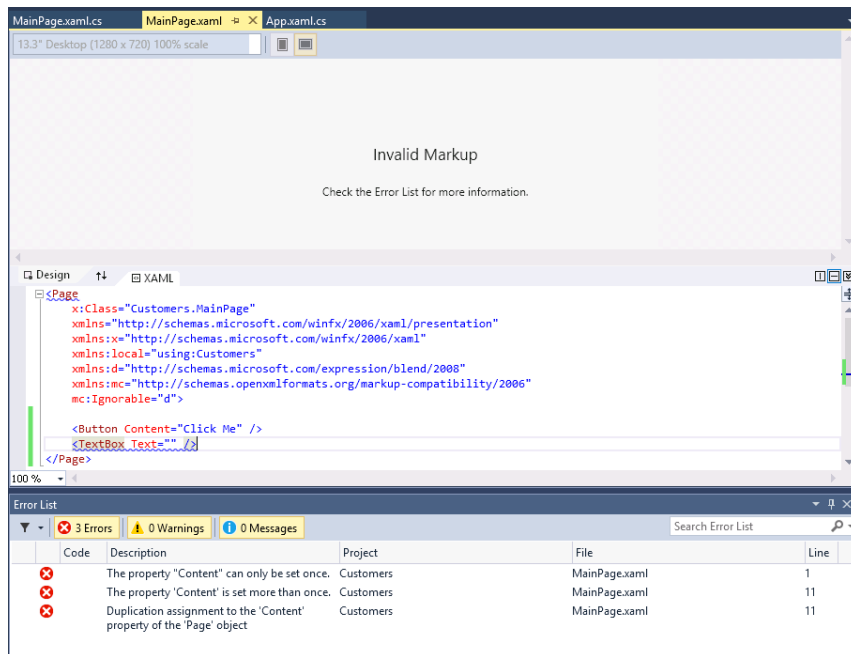 MainPage.xaml.cs MainPage.xaml App.xaml.cs
13.3" Desktop (1280 x 720) 100% scale
Invalid Markup
Check the Error List for more information.
Design XAML
<Page
x:Class="Customers.MainPage"
xmlns="http://schemas.microsoft.com/winfx/2006/xaml/presentation"
xmlns:x="http://schemas.microsoft.com/winfx/2006/xaml"
xmlns:local="using:Customers"
xmlns:d="http://schemas.microsoft.com/expression/blend/2008"
xmlns:mc="http://schemas.openxmlformats.org/markup-compatibility/2006"
mc:Ignorable="d">
<Button Content="Click Me" />
<TextBox Text="" />
</Page>
100 %
Error List
3 Errors 0 Warnings 0 Messages Search Error List
Code Description Project File Line
The property "Content" can only be set once. Customers MainPage.xaml 1
The property 'Content' is set more than once. Customers MainPage.xaml 11
Duplication assignment to the 'Content' Customers MainPage.xaml 11
property of the 'Page' object